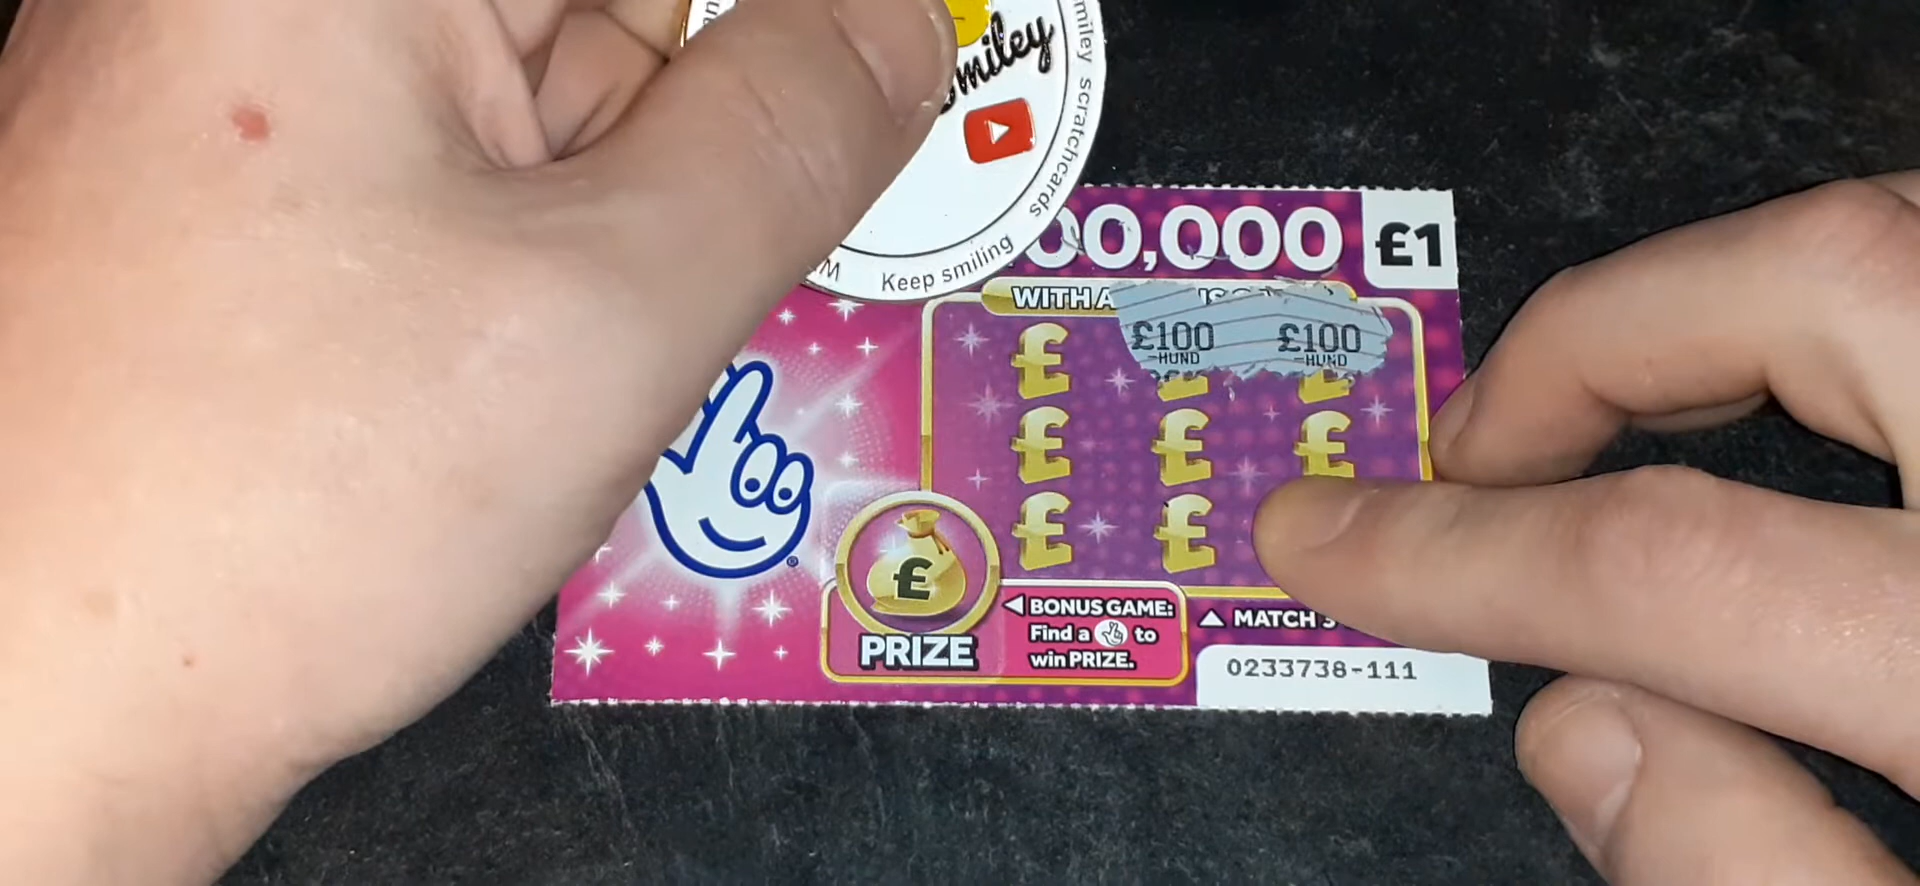 miley scratchcards
miley
Keep smiling
00,000
£1
WITH A
£100
HUND
£100
HUND
£ £ £
£ £ £
£ £
£
PRIZE
BONUS GAME:
Find a to
win PRIZE.
MATCH 3
0233738-111